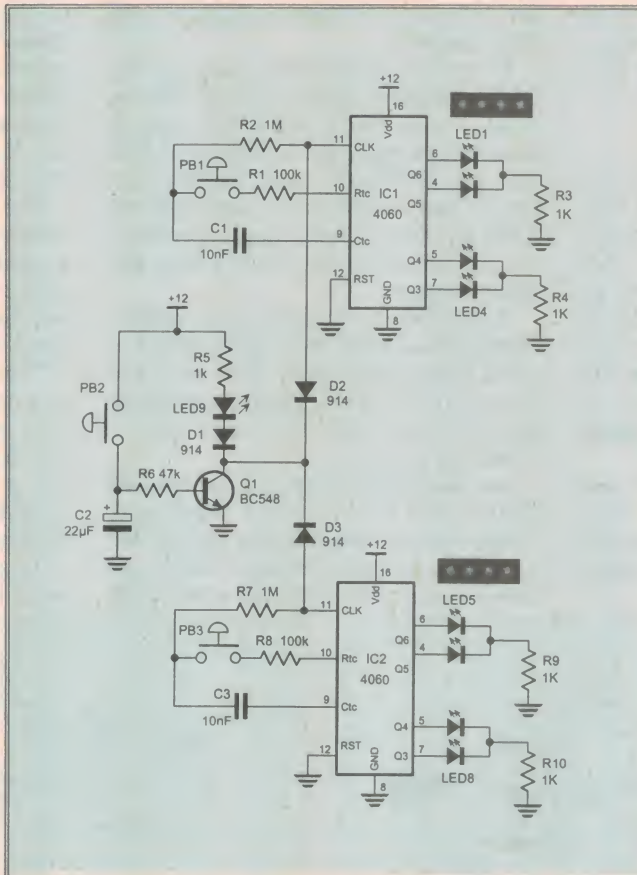 +12
16
Vdd
LED1
R2 1M
11
CLK
6
Q6
PB1
R1 100k
10
Rtc
IC1
4060
4
Q5
R3
1K
C1
10nF
9
Ctc
12
RST
Q4
5
GND
Q3
7
LED4
R4
1K
8
+12
R5
1k
PB2
LED9
D2
914
D1
914
R6 47k
Q1
BC548
+
C2
22µF
D3
914
+12
16
Vdd
LED5
R7 1M
11
CLK
6
Q6
PB3
R8 100k
10
Rtc
IC2
4060
4
Q5
R9
1K
C3
10nF
9
Ctc
12
RST
Q4
5
GND
Q3
7
LED8
R10
1K
8